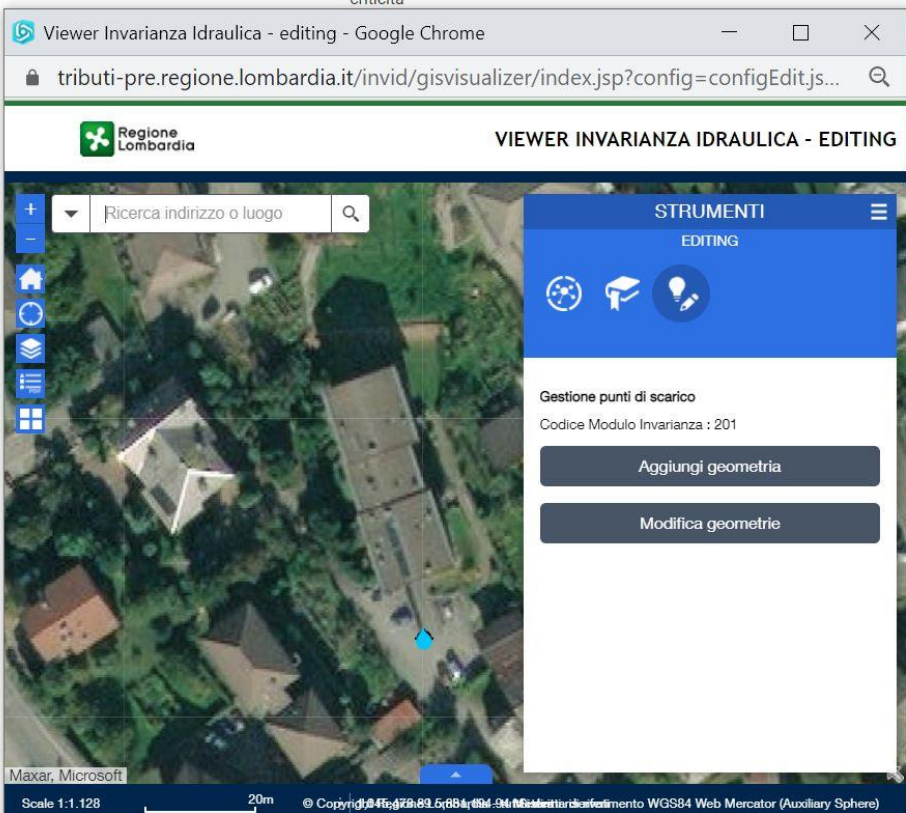 Viewer Invarianza Idraulica - editing - Google Chrome
tributi-pre.regione.lombardia.it/invid/gisvisualizer/index.jsp?config=configEdit.js...
Regione
Lombardia
VIEWER INVARIANZA IDRAULICA - EDITING
Ricerca indirizzo o luogo
STRUMENTI
EDITING
Gestione punti di scarico
Codice Modulo Invarianza : 201
Aggiungi geometria
Modifica geometrie
Maxar, Microsoft
Scale 1:1.128
20m
© Copyright
WGS84 Web Mercator (Auxiliary Sphere)